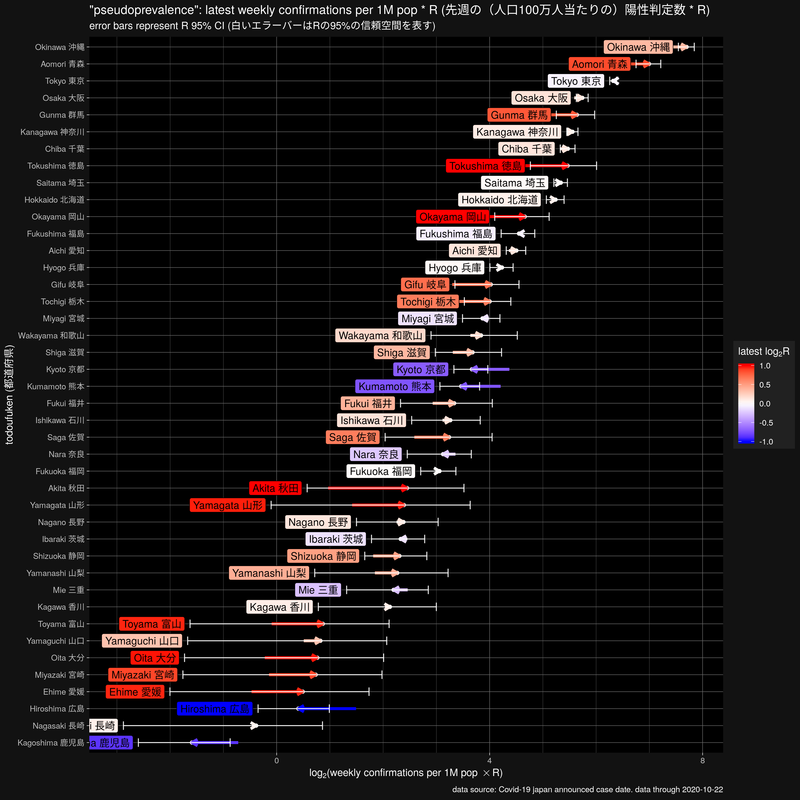 "pseudoprevalence": latest weekly confirmations per 1M pop * R (先週の（人口100万人当たりの）陽性判定数 * R)
error bars represent R 95% CI (白いエラーバーはRの95%の信頼空間を表す)
todoufuken (都道府県)
Okinawa 沖縄
Aomori 青森
Tokyo 東京
Osaka 大阪
Gunma 群馬
Kanagawa 神奈川
Chiba 千葉
Tokushima 徳島
Saitama 埼玉
Hokkaido 北海道
Okayama 岡山
Fukushima 福島
Aichi 愛知
Hyogo 兵庫
Gifu 岐阜
Tochigi 栃木
Miyagi 宮城
Wakayama 和歌山
Shiga 滋賀
Kyoto 京都
Kumamoto 熊本
Fukui 福井
Ishikawa 石川
Saga 佐賀
Nara 奈良
Fukuoka 福岡
Akita 秋田
Yamagata 山形
Nagano 長野
Ibaraki 茨城
Shizuoka 静岡
Yamanashi 山梨
Mie 三重
Kagawa 香川
Toyama 富山
Yamaguchi 山口
Oita 大分
Miyazaki 宮崎
Ehime 愛媛
Hiroshima 広島
Nagasaki 長崎
Kagoshima 鹿児島
Okinawa 沖縄
Aomori 青森
Tokyo 東京
Osaka 大阪
Gunma 群馬
Kanagawa 神奈川
Chiba 千葉
Tokushima 徳島
Saitama 埼玉
Hokkaido 北海道
Okayama 岡山
Fukushima 福島
Aichi 愛知
Hyogo 兵庫
Gifu 岐阜
Tochigi 栃木
Miyagi 宮城
Wakayama 和歌山
Shiga 滋賀
Kyoto 京都
Kumamoto 熊本
Fukui 福井
Ishikawa 石川
Saga 佐賀
Nara 奈良
Fukuoka 福岡
Akita 秋田
Yamagata 山形
Nagano 長野
Ibaraki 茨城
Shizuoka 静岡
Yamanashi 山梨
Mie 三重
Kagawa 香川
Toyama 富山
Yamaguchi 山口
Oita 大分
Miyazaki 宮崎
Ehime 愛媛
Hiroshima 広島
i 長崎
a 鹿児島
0 4 8
log₂(weekly confirmations per 1M pop × R)
latest log₂R
1.0
0.5
0.0
-0.5
-1.0
data source: Covid-19 japan announced case date. data through 2020-10-22